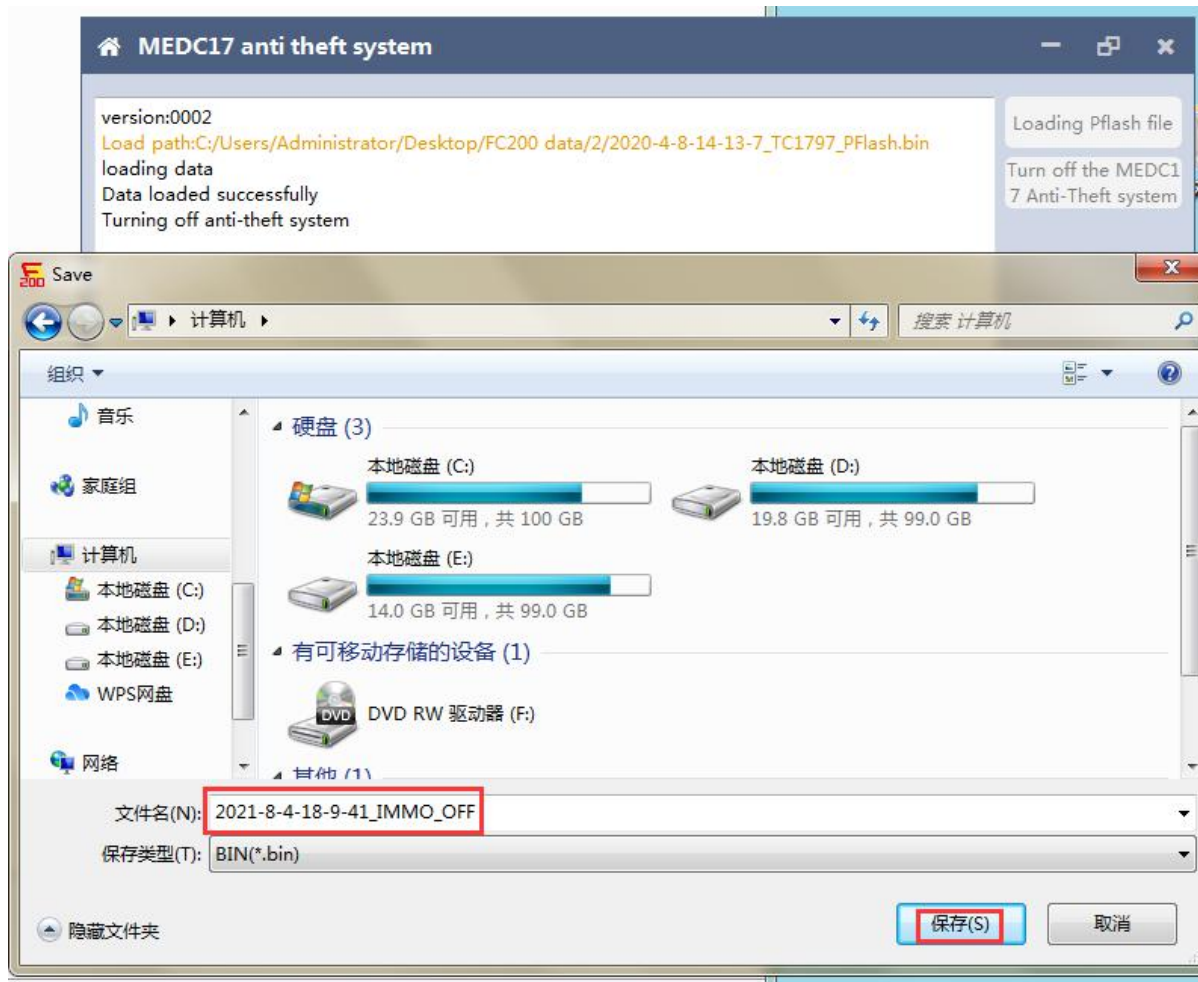 MEDC17 anti theft system
version:0002
Load path:C:/Users/Administrator/Desktop/FC200 data/2/2020-4-8-14-13-7_TC1797_PFlash.bin
loading data
Data loaded successfully
Turning off anti-theft system
Loading Pflash file
Turn off the MEDC1
7 Anti-Theft system
F200 Save
计算机
搜索 计算机
组织
音乐
家庭组
计算机
本地磁盘 (C:)
本地磁盘 (D:)
本地磁盘 (E:)
WPS网盘
网络
硬盘 (3)
本地磁盘 (C:)
23.9 GB 可用，共 100 GB
本地磁盘 (D:)
19.8 GB 可用，共 99.0 GB
本地磁盘 (E:)
14.0 GB 可用，共 99.0 GB
有可移动存储的设备 (1)
DVD
DVD RW 驱动器 (F:)
其他 (1)
文件名(N): 2021-8-4-18-9-41_IMMO_OFF
保存类型(T): BIN(*.bin)
隐藏文件夹
保存(S)
取消